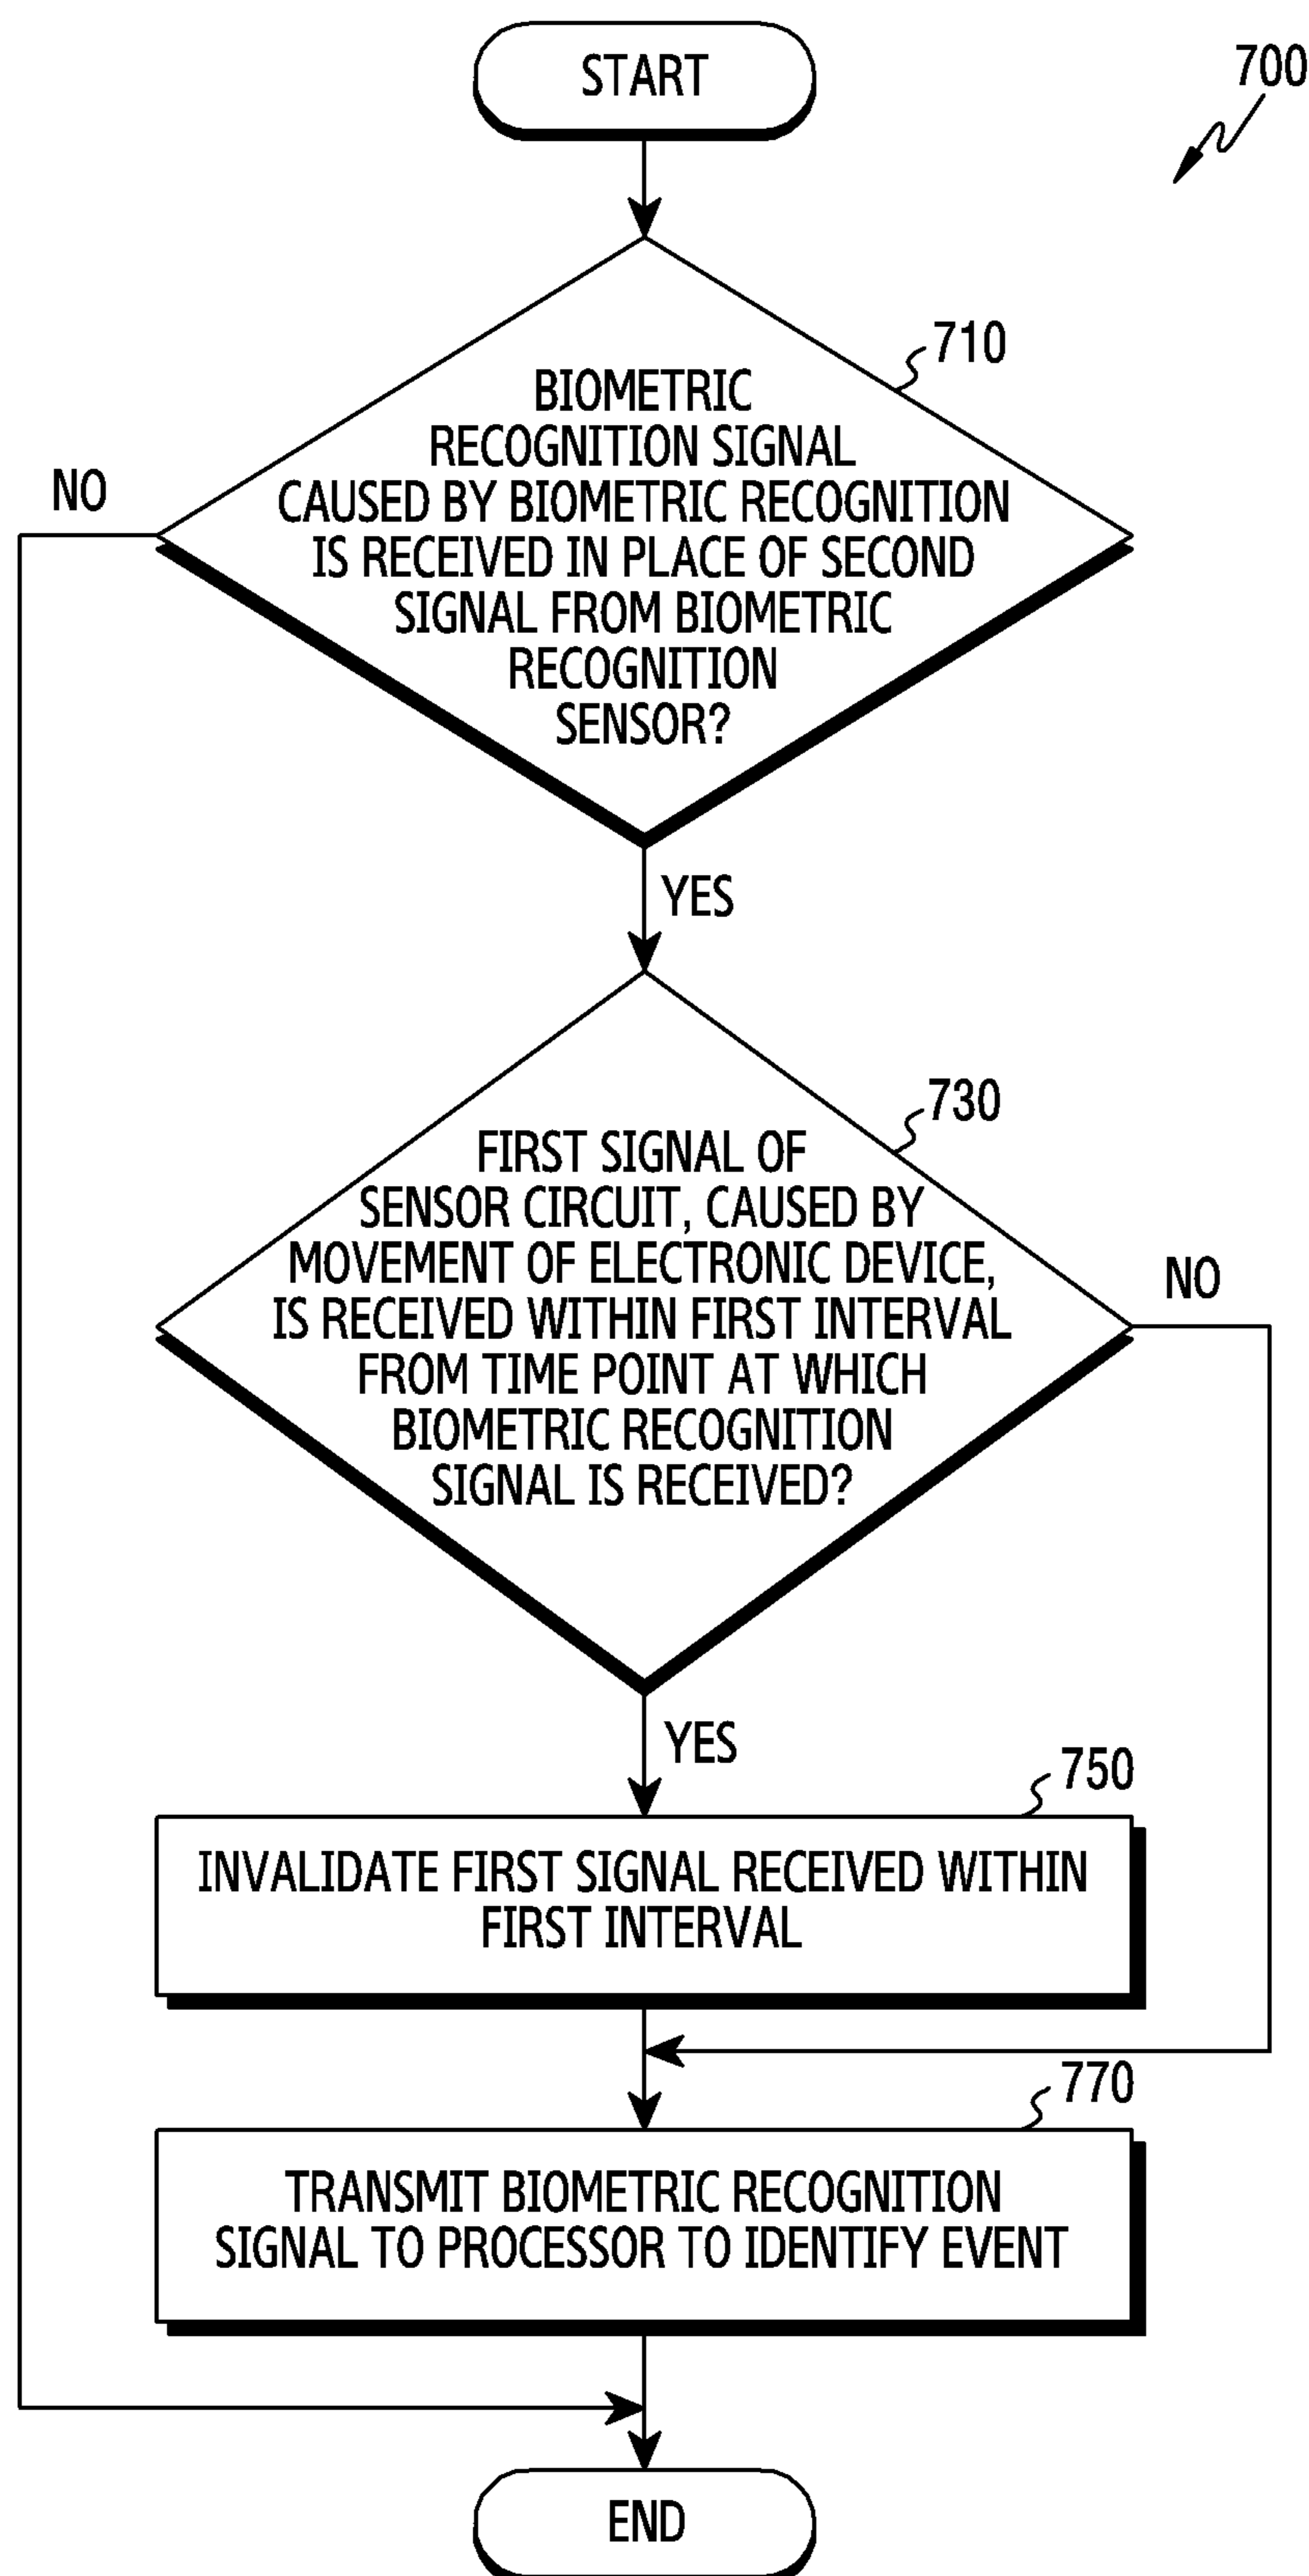 START
700
710
BIOMETRIC
RECOGNITION SIGNAL
CAUSED BY BIOMETRIC RECOGNITION
IS RECEIVED IN PLACE OF SECOND
SIGNAL FROM BIOMETRIC
RECOGNITION
SENSOR?
NO
YES
730
FIRST SIGNAL OF
SENSOR CIRCUIT, CAUSED BY
MOVEMENT OF ELECTRONIC DEVICE,
IS RECEIVED WITHIN FIRST INTERVAL
FROM TIME POINT AT WHICH
BIOMETRIC RECOGNITION
SIGNAL IS RECEIVED?
NO
YES
750
INVALIDATE FIRST SIGNAL RECEIVED WITHIN
FIRST INTERVAL
770
TRANSMIT BIOMETRIC RECOGNITION
SIGNAL TO PROCESSOR TO IDENTIFY EVENT
END